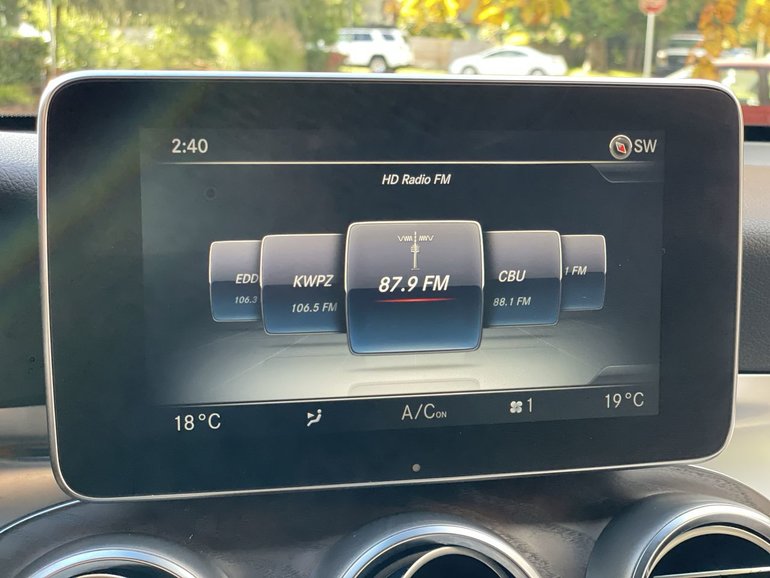 2:40
SW
HD Radio FM
EDD
106.3
KWPZ
106.5 FM
87.9 FM
CBU
88.1 FM
1 FM
18°C
A/C ON
1
19°C